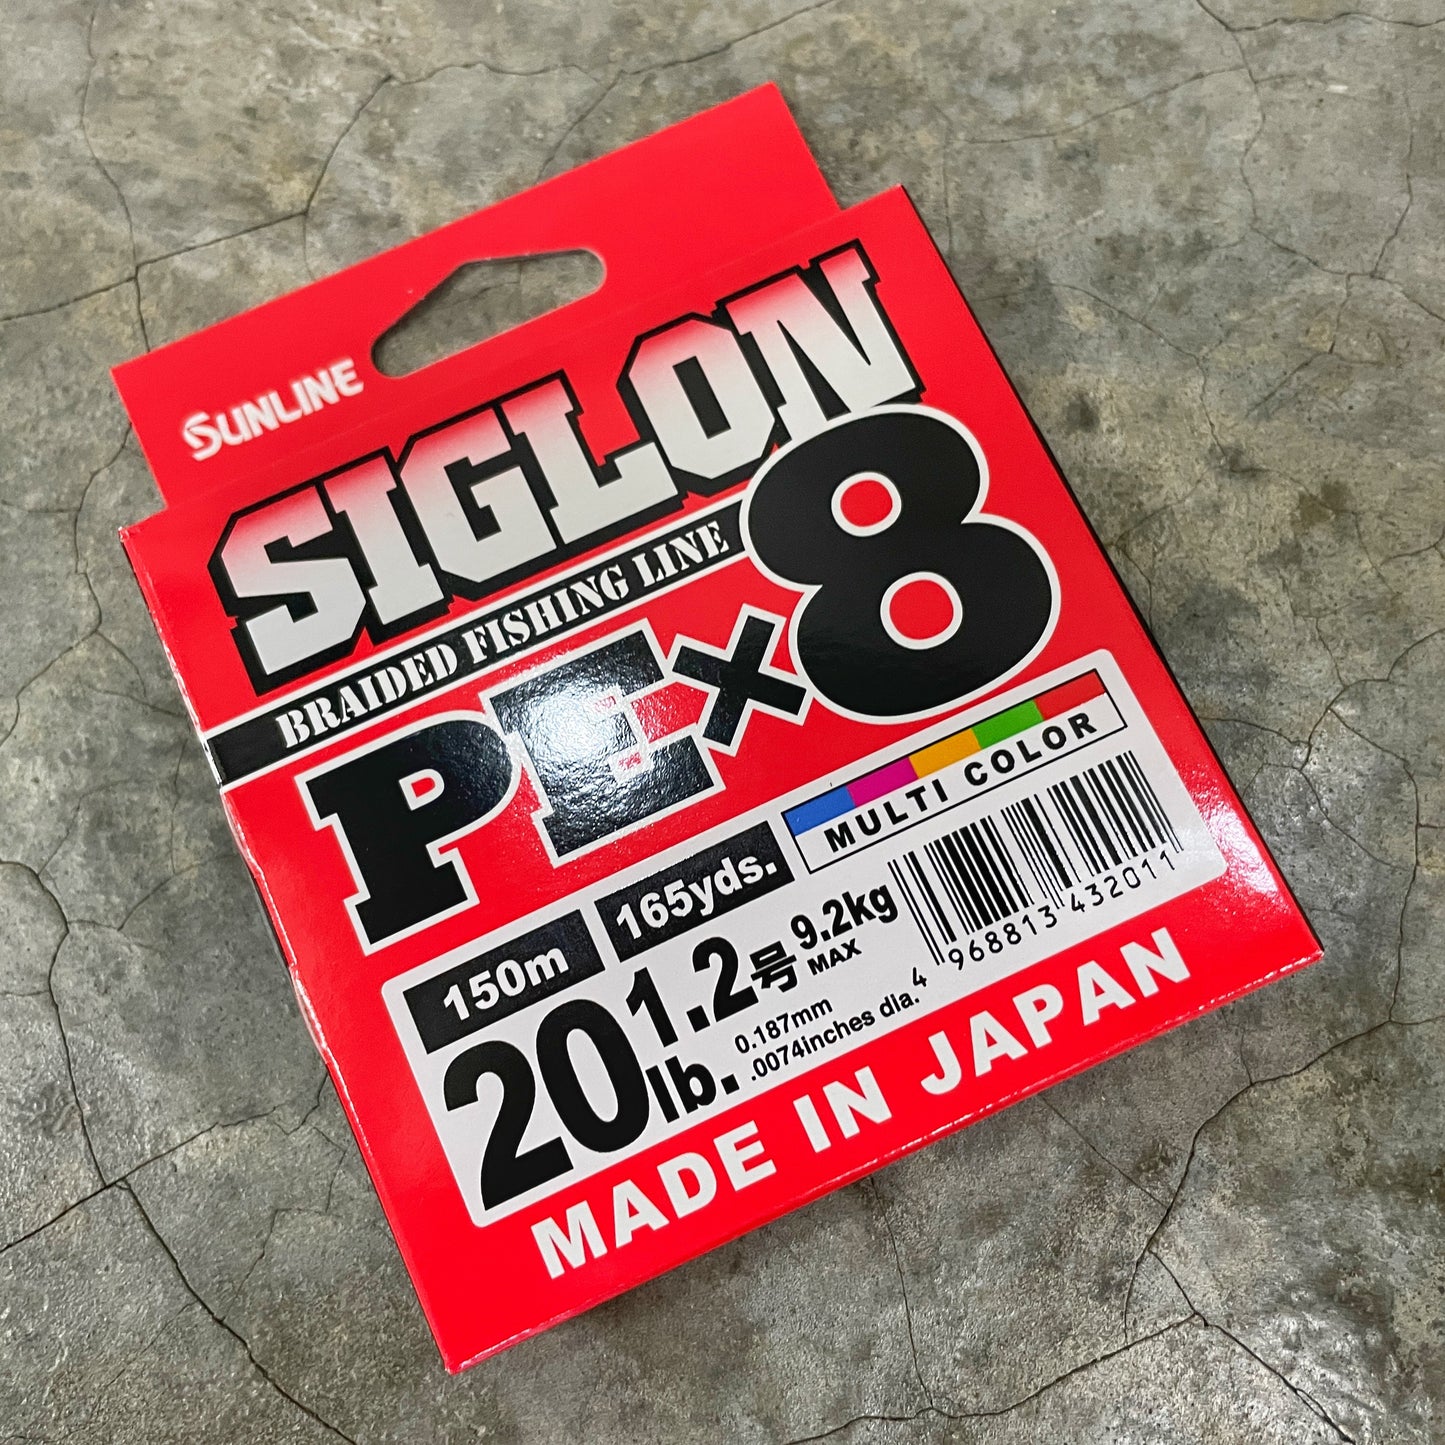 SUNLINE
SIGLON
BRAIDED FISHING LINE
PE×8
MULTI COLOR
150m
165yds.
1.2号
9.2kg
MAX
20lb.
0.187mm
.0074inches dia.
4 968813 432011
MADE IN JAPAN